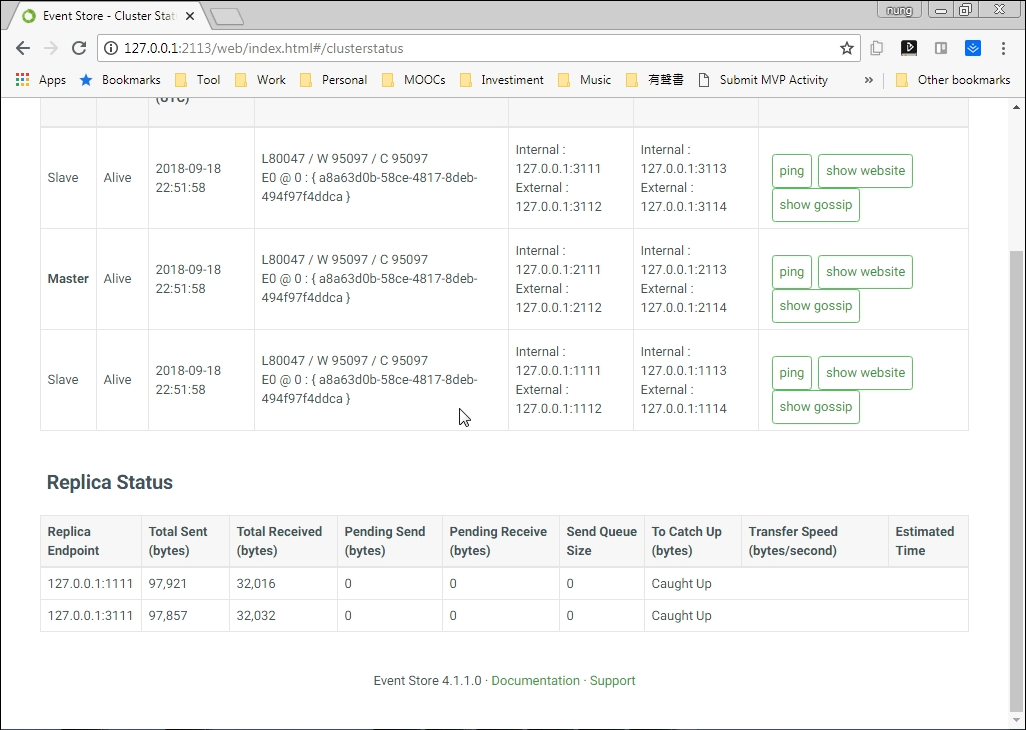 Event Store - Cluster Stat
nung
127.0.0.1:2113/web/index.html#/clusterstatus
Apps Bookmarks Tool Work Personal MOOCs Investiment Music 有聲書 Submit MVP Activity » Other bookmarks
(UTC)
Slave Alive
2018-09-18
22:51:58
L80047 / W 95097 / C 95097
E0 @ 0 : { a8a63d0b-58ce-4817-8deb-
494f97f4ddca }
Internal :
127.0.0.1:3111
External :
127.0.0.1:3112
Internal :
127.0.0.1:3113
External :
127.0.0.1:3114
ping show website
show gossip
Master Alive
2018-09-18
22:51:58
L80047 / W 95097 / C 95097
E0 @ 0 : { a8a63d0b-58ce-4817-8deb-
494f97f4ddca }
Internal :
127.0.0.1:2111
External :
127.0.0.1:2112
Internal :
127.0.0.1:2113
External :
127.0.0.1:2114
ping show website
show gossip
Slave Alive
2018-09-18
22:51:58
L80047 / W 95097 / C 95097
E0 @ 0 : { a8a63d0b-58ce-4817-8deb-
494f97f4ddca }
Internal :
127.0.0.1:1111
External :
127.0.0.1:1112
Internal :
127.0.0.1:1113
External :
127.0.0.1:1114
ping show website
show gossip
Replica Status
Replica
Endpoint
Total Sent
(bytes)
Total Received
(bytes)
Pending Send
(bytes)
Pending Receive
(bytes)
Send Queue
Size
To Catch Up
(bytes)
Transfer Speed
(bytes/second)
Estimated
Time
127.0.0.1:1111 97,921 32,016 0 0 0 Caught Up
127.0.0.1:3111 97,857 32,032 0 0 0 Caught Up
Event Store 4.1.1.0 · Documentation · Support